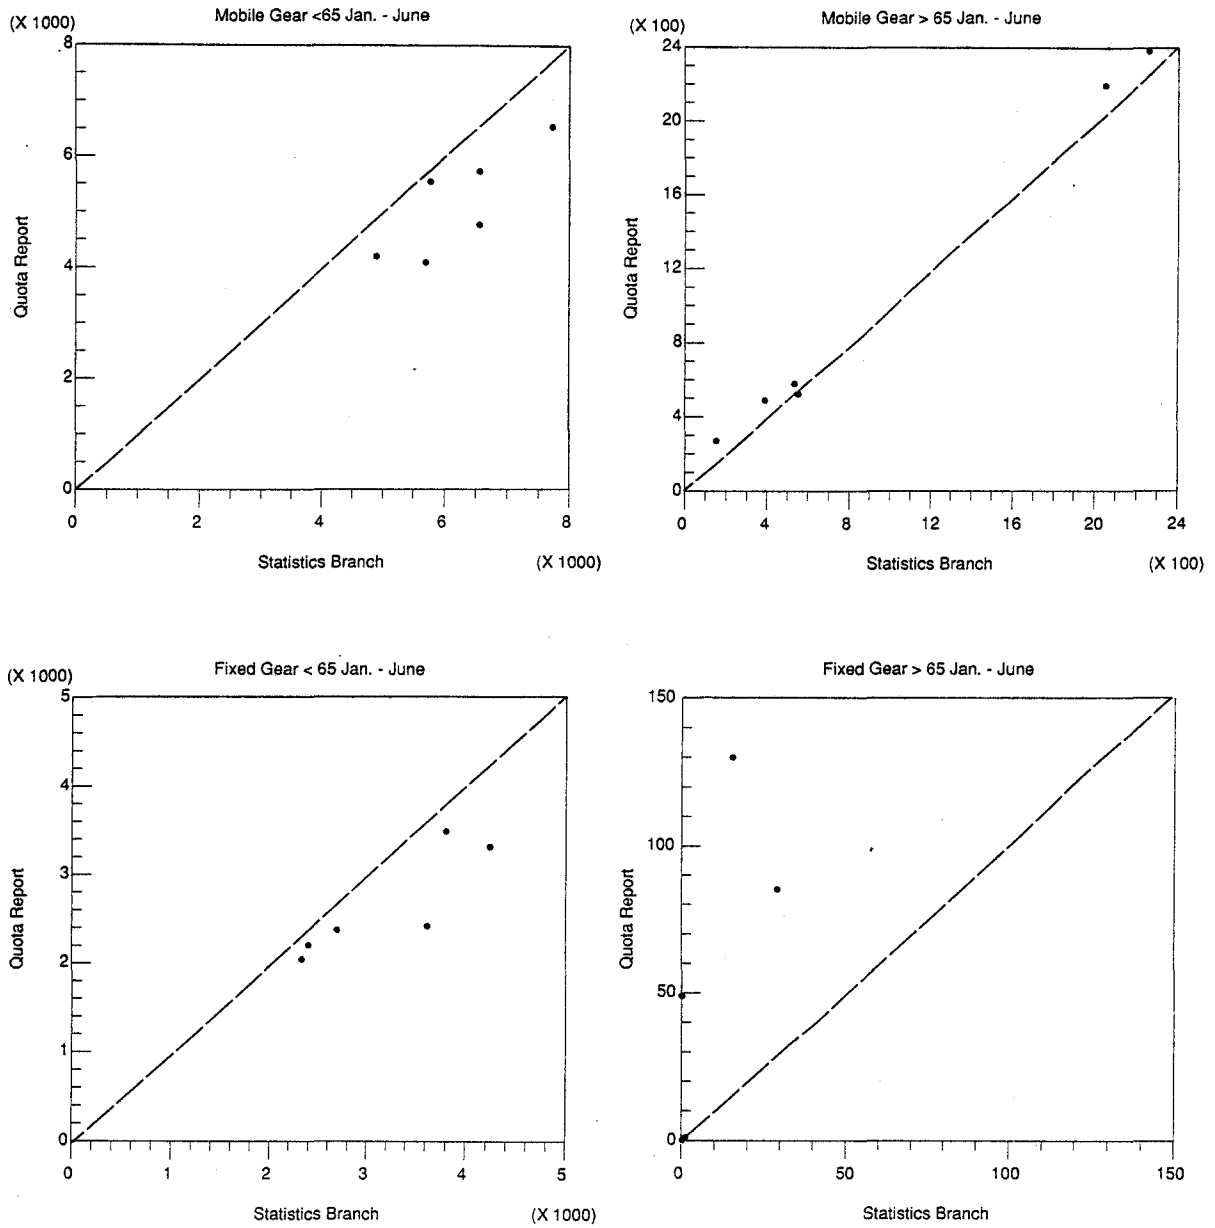 Mobile Gear <65 Jan. - June
(X 1000)
8
6
4
2
0
Quota Report
0 2 4 6 8
Statistics Branch (X 1000)
Mobile Gear > 65 Jan. - June
(X 100)
24
20
16
12
8
4
0
Quota Report
0 4 8 12 16 20 24
Statistics Branch (X 100)
Fixed Gear < 65 Jan. - June
(X 1000)
5
4
3
2
1
0
Quota Report
0 1 2 3 4 5
Statistics Branch (X 1000)
Fixed Gear > 65 Jan. - June
150
100
50
0
Quota Report
0 50 100 150
Statistics Branch